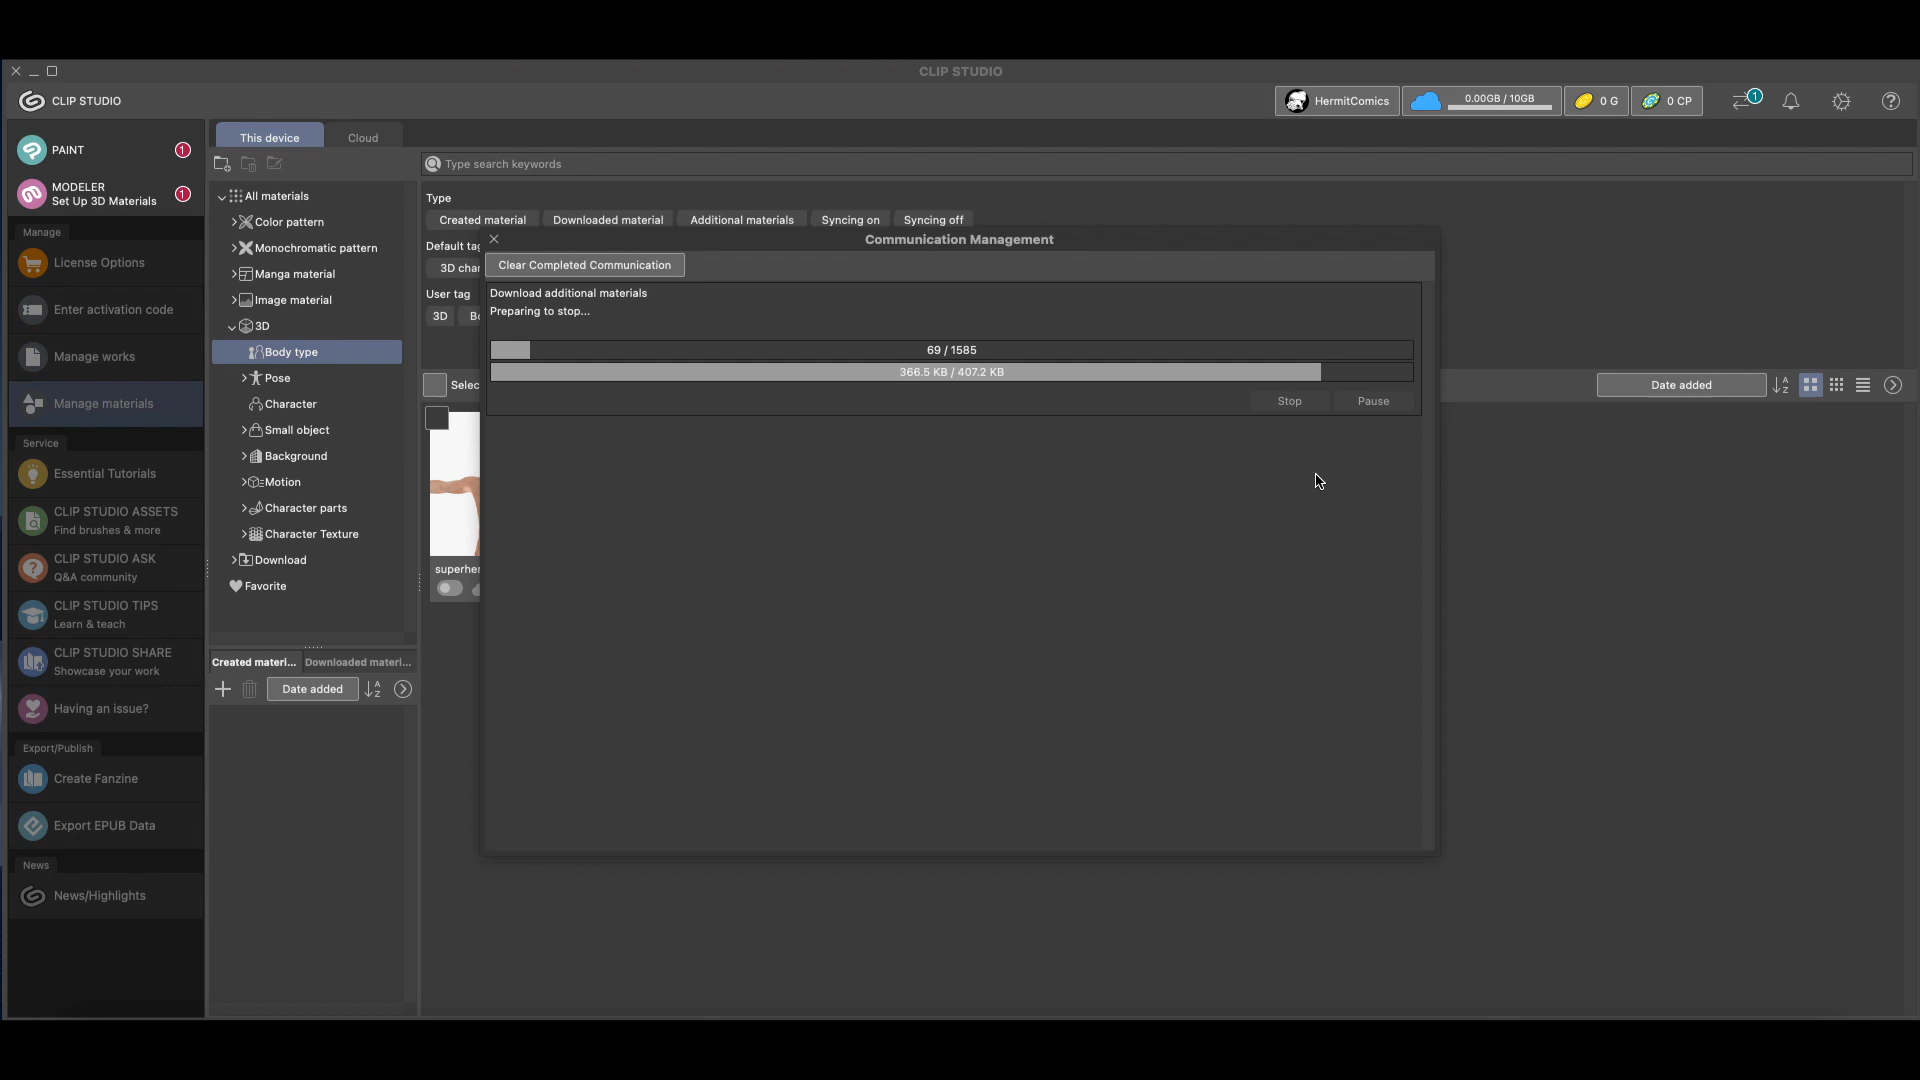 CLIP STUDIO
CLIP STUDIO
HermitComics
0.00GB / 10GB
0 G
0 CP
1
PAINT
1
MODELER
Set Up 3D Materials
1
Manage
License Options
Enter activation code
Manage works
Manage materials
Service
Essential Tutorials
CLIP STUDIO ASSETS
Find brushes & more
CLIP STUDIO ASK
Q&A community
CLIP STUDIO TIPS
Learn & teach
CLIP STUDIO SHARE
Showcase your work
Having an issue?
Export/Publish
Create Fanzine
Export EPUB Data
News
News/Highlights
This device
Cloud
All materials
Color pattern
Monochromatic pattern
Manga material
Image material
3D
Body type
Pose
Character
Small object
Background
Motion
Character parts
Character Texture
Download
Favorite
Created materi...
Downloaded materi...
Date added
Type search keywords
Type
Created material
Downloaded material
Additional materials
Syncing on
Syncing off
Default tag
3D char
User tag
3D
Bo
Selec
Date added
superher
Communication Management
Clear Completed Communication
Download additional materials
Preparing to stop...
69 / 1585
366.5 KB / 407.2 KB
Stop
Pause